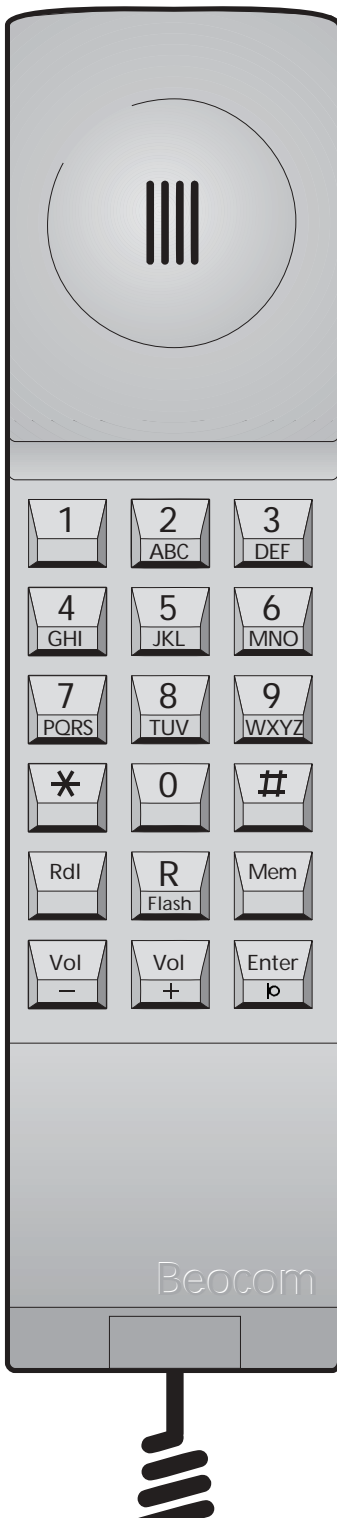 1 2 3
ABC DEF
4 5 6
GHI JKL MNO
7 8 9
PQRS TUV WXYZ
* 0 #
Rdl R Mem
Flash
Vol Vol Enter
− +
Beocom